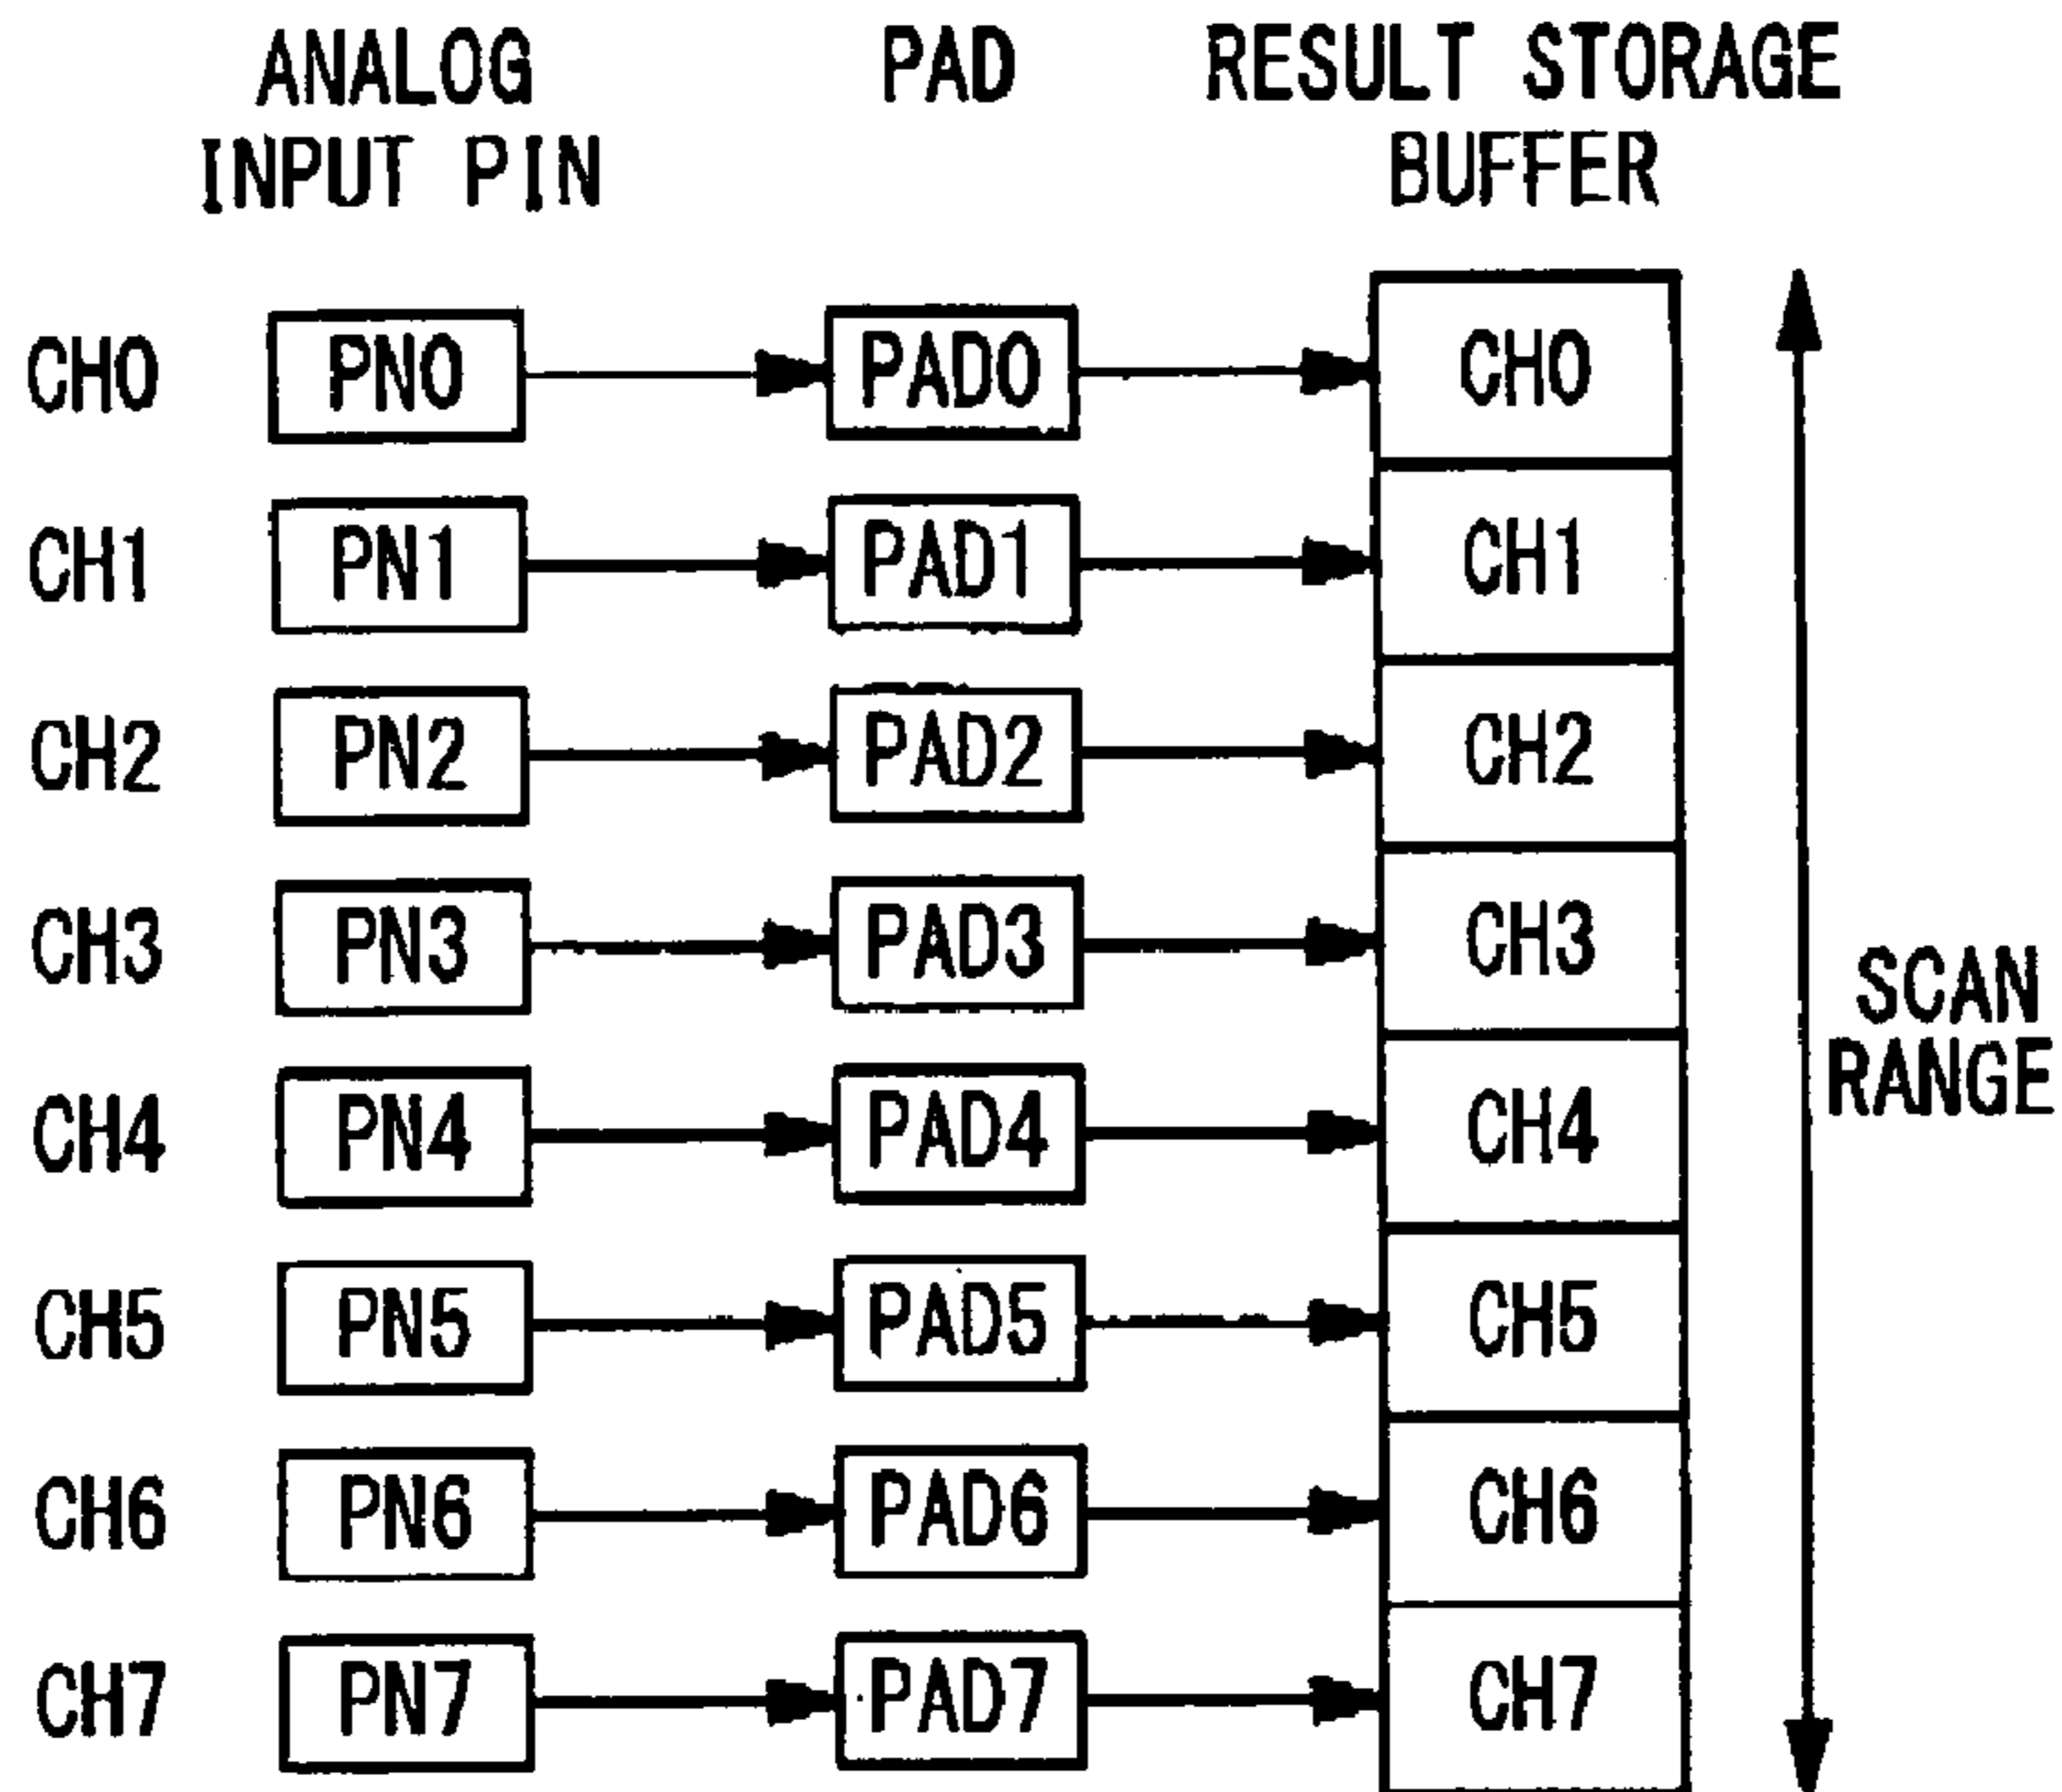 ANALOG
INPUT PIN
PAD
RESULT STORAGE
BUFFER
CH0 PN0 PAD0 CH0
CH1 PN1 PAD1 CH1
CH2 PN2 PAD2 CH2
CH3 PN3 PAD3 CH3
CH4 PN4 PAD4 CH4
CH5 PN5 PAD5 CH5
CH6 PN6 PAD6 CH6
CH7 PN7 PAD7 CH7
SCAN
RANGE